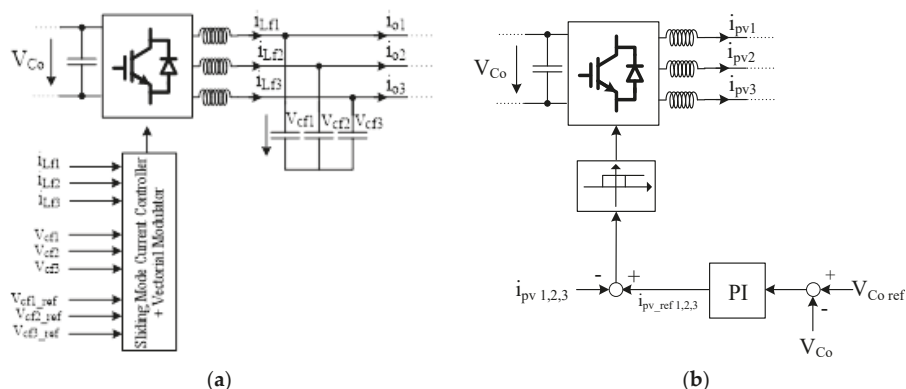 V_Co
i_Lf1
i_Lf2
i_Lf3
i_o1
i_o2
i_o3
V_cf1
V_cf2
V_cf3
i_Lf1
i_Lf2
i_Lf3
V_cf1
V_cf2
V_cf3
V_cf1_ref
V_cf2_ref
V_cf3_ref
Sliding Mode Current Controller
+ Vectorial Modulator
(a)
V_Co
i_pv1
i_pv2
i_pv3
i_pv 1,2,3
-
+
i_pv_ref 1,2,3
PI
+
V_Co ref
-
V_Co
(b)